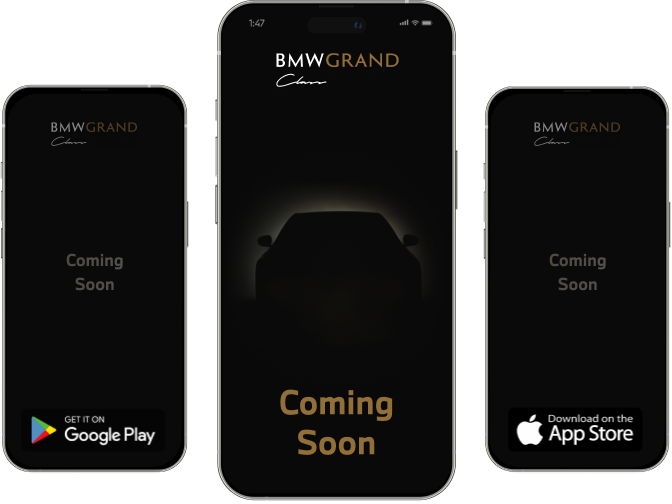 BMWGRAND
Class
Coming
Soon
GET IT ON
Google Play
1:47
BMWGRAND
Class
Coming
Soon
BMWGRAND
Class
Coming
Soon
Download on the
App Store